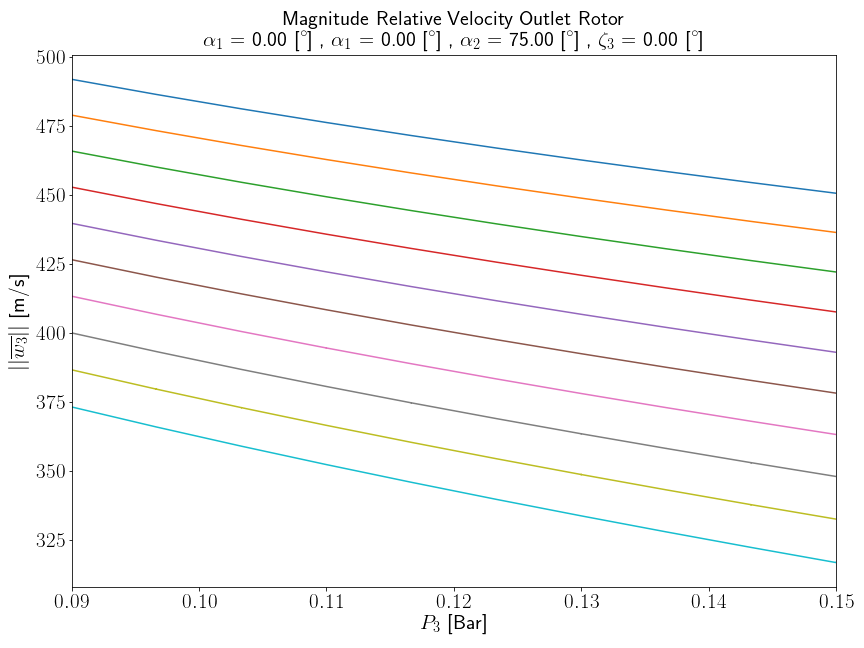 Magnitude Relative Velocity Outlet Rotor
α₁ = 0.00 [°] , α₁ = 0.00 [°] , α₂ = 75.00 [°] , ζ₃ = 0.00 [°]
500
475
450
425
400
375
350
325
||w̅₃|| [m/s]
0.09 0.10 0.11 0.12 0.13 0.14 0.15
P₃ [Bar]